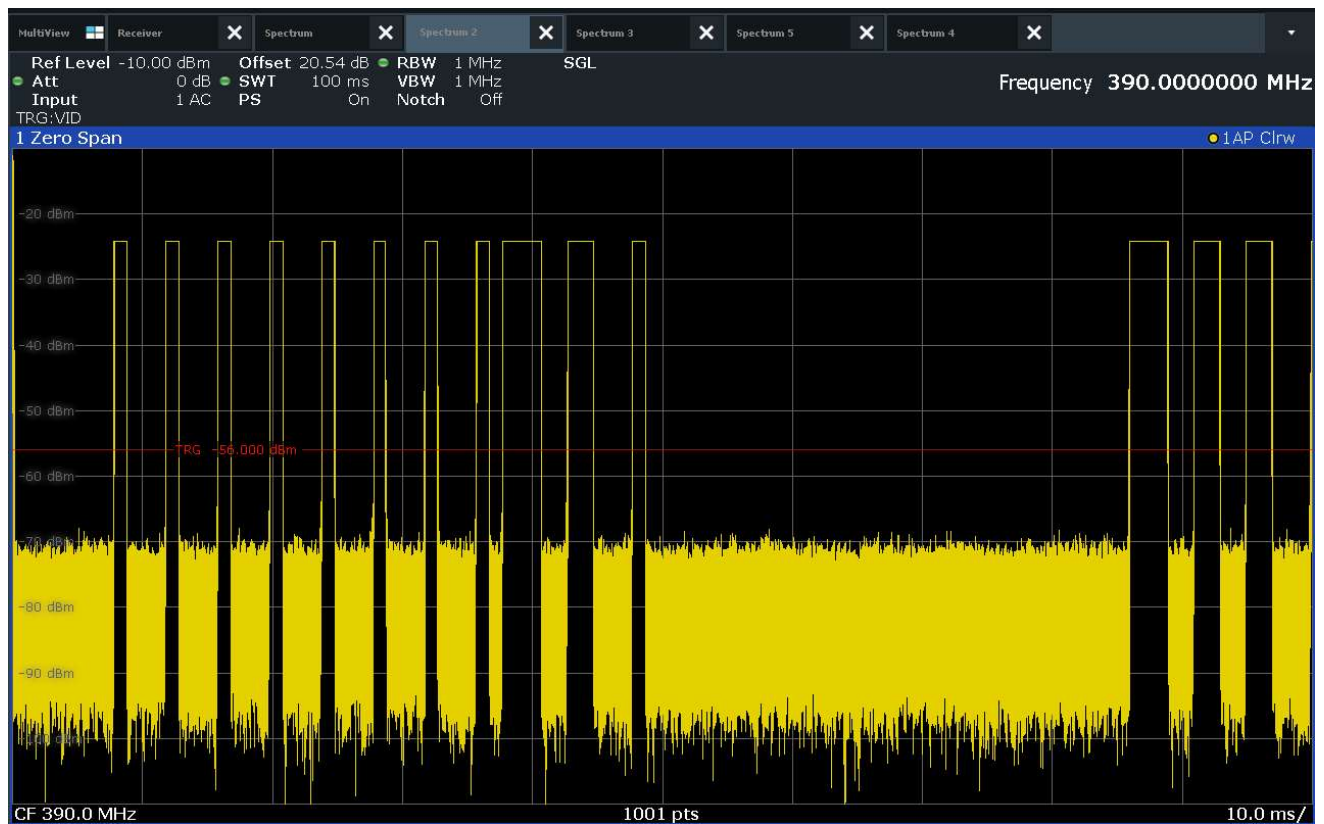 MultiView Receiver Spectrum Spectrum 2 Spectrum 3 Spectrum 5 Spectrum 4
Ref Level -10.00 dBm Offset 20.54 dB RBW 1 MHz SGL
Att 0 dB SWT 100 ms VBW 1 MHz Frequency 390.0000000 MHz
Input 1 AC PS On Notch Off
TRG:VID
1 Zero Span 1AP Clrw
-20 dBm
-30 dBm
-40 dBm
-50 dBm
TRG -56.000 dBm
-60 dBm
-70 dBm
-80 dBm
-90 dBm
-100 dBm
CF 390.0 MHz 1001 pts 10.0 ms/